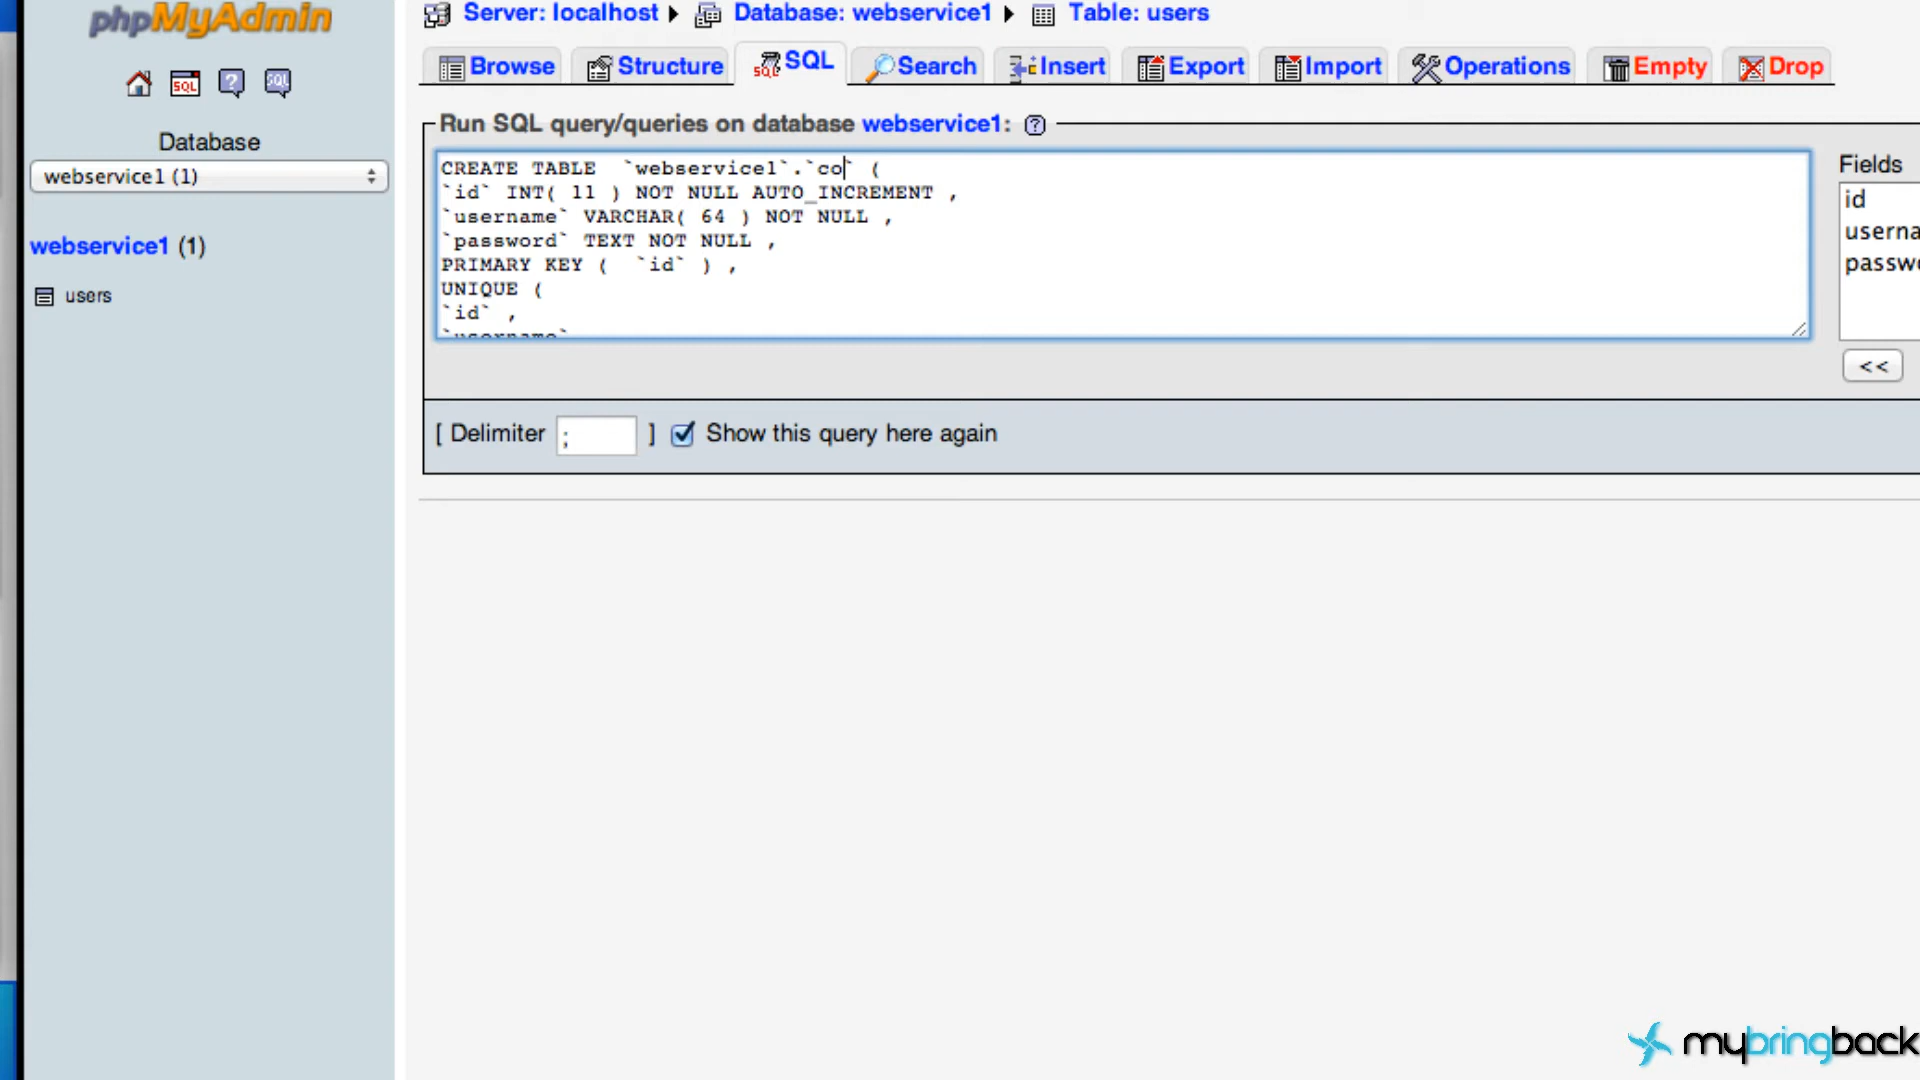 phpMyAdmin
Database
webservice1 (1)
webservice1 (1)
users
Server: localhost Database: webservice1 Table: users
Browse Structure SQL Search Insert Export Import Operations Empty Drop
Run SQL query/queries on database webservice1:
CREATE TABLE `webservice1`.`co` (
`id` INT( 11 ) NOT NULL AUTO_INCREMENT ,
`username` VARCHAR( 64 ) NOT NULL ,
`password` TEXT NOT NULL ,
PRIMARY KEY ( `id` ) ,
UNIQUE (
`id` ,
`username`
Fields
id
userna
passwo
<<
[ Delimiter ; ] Show this query here again
mybringback